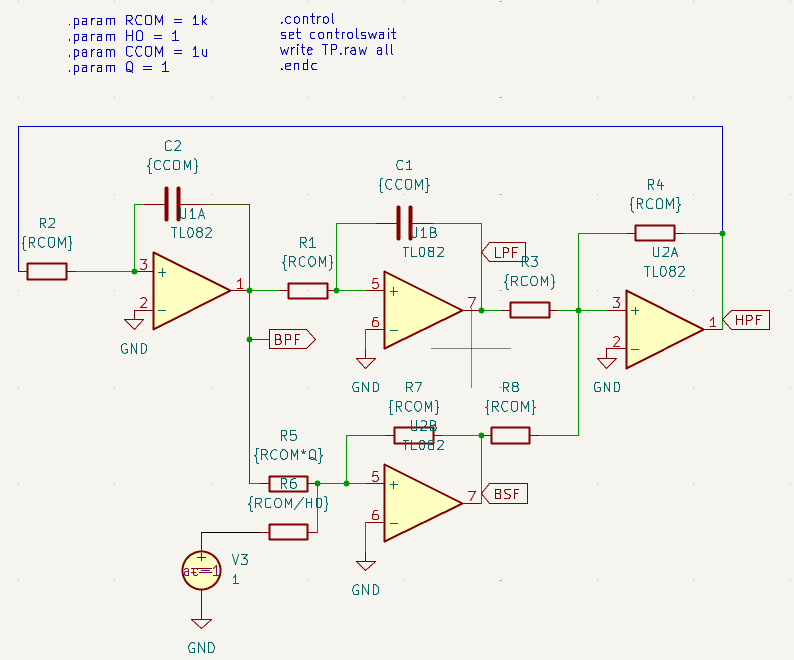 .param RCOM = 1k
.param HO = 1
.param CCOM = 1u
.param Q = 1
.control
set controlswait
write TP.raw all
.endc
C2
{CCOM}
U1A
TL082
R2
{RCOM}
3
+
2
−
1
GND
BPF
C1
{CCOM}
U1B
TL082
R1
{RCOM}
5
+
6
−
7
GND
LPF
R3
{RCOM}
R4
{RCOM}
U2A
TL082
3
+
2
−
1
GND
HPF
R7
{RCOM}
U2B
TL082
R8
{RCOM}
R5
{RCOM*Q}
R6
{RCOM/HO}
5
+
6
−
7
GND
BSF
V3
1
+
ac=1
GND